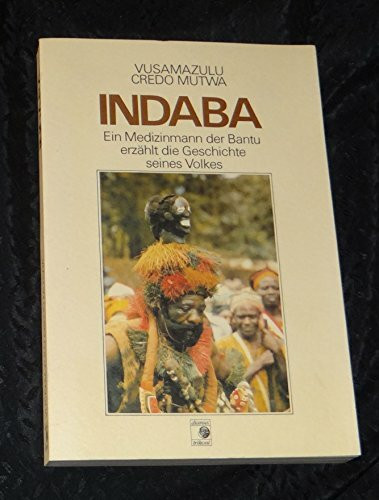 VUSAMAZULU
CREDO MUTWA
INDABA
Ein Medizinmann der Bantu
erzählt die Geschichte
seines Volkes